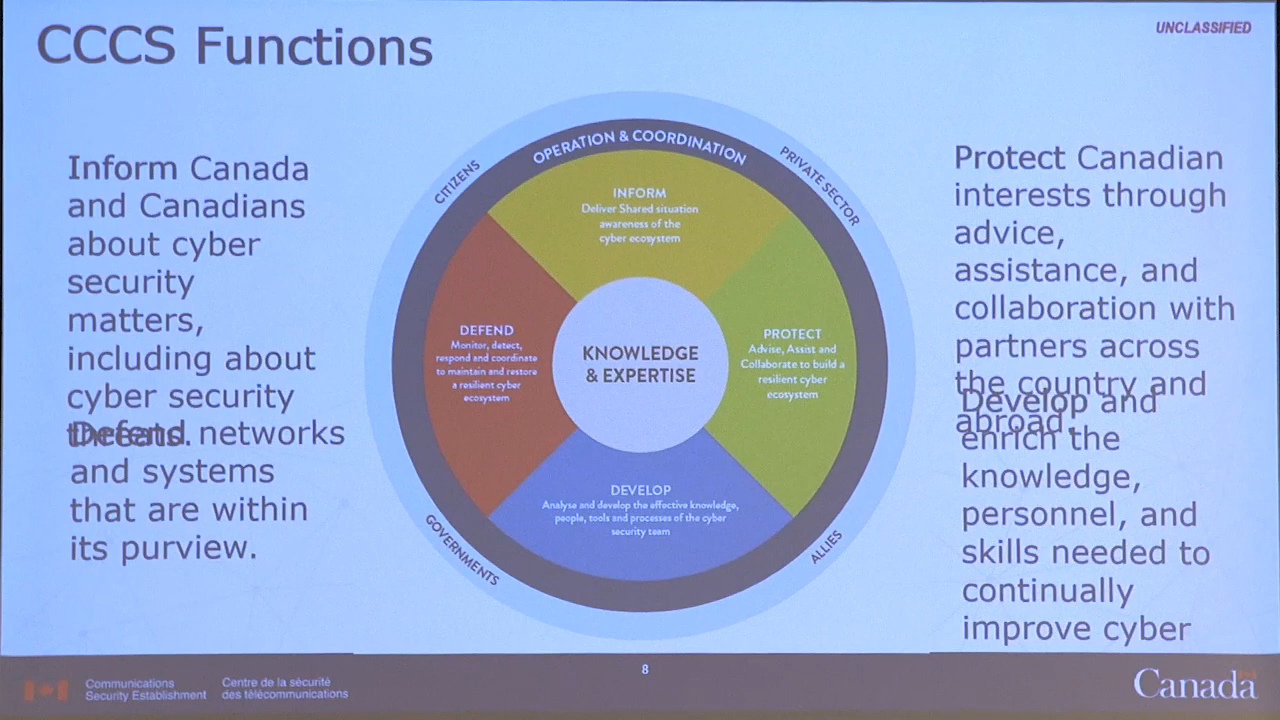 CCCS Functions
UNCLASSIFIED
Inform Canada
and Canadians
about cyber
security
matters,
including about
cyber security
threats.
Defend networks
and systems
that are within
its purview.
OPERATION & COORDINATION
CITIZENS
PRIVATE SECTOR
GOVERNMENTS
ALLIES
INFORM
Deliver Shared situation
awareness of the
cyber ecosystem
DEFEND
Monitor, detect,
respond and coordinate
to maintain and restore
a resilient cyber
ecosystem
KNOWLEDGE
& EXPERTISE
PROTECT
Advise, Assist and
Collaborate to build a
resilient cyber
ecosystem
DEVELOP
Analyse and develop the effective knowledge,
people, tools and processes of the cyber
security team
Protect Canadian
interests through
advice,
assistance, and
collaboration with
partners across
the country and
abroad.
Develop and
enrich the
knowledge,
personnel, and
skills needed to
continually
improve cyber
Communications
Security Establishment
Centre de la sécurité
des télécommunications
8
Canada